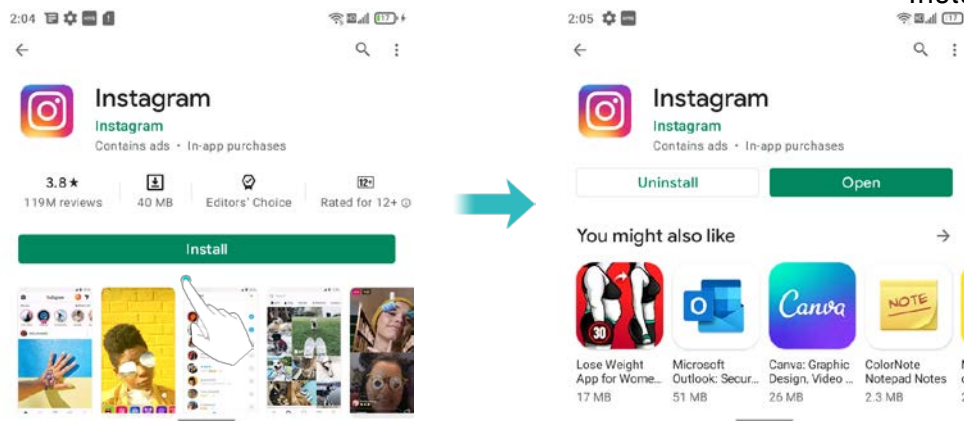 Insta
2:04
17
Instagram
Instagram
Contains ads • In-app purchases
3.8★
12+
119M reviews
40 MB
Editors' Choice
Rated for 12+
Install
2:05
17
Instagram
Instagram
Contains ads • In-app purchases
Uninstall
Open
You might also like
30
Canva
NOTE
Lose Weight
App for Wome...
17 MB
Microsoft
Outlook: Secur...
51 MB
Canva: Graphic
Design, Video ...
26 MB
ColorNote
Notepad Notes
2.3 MB